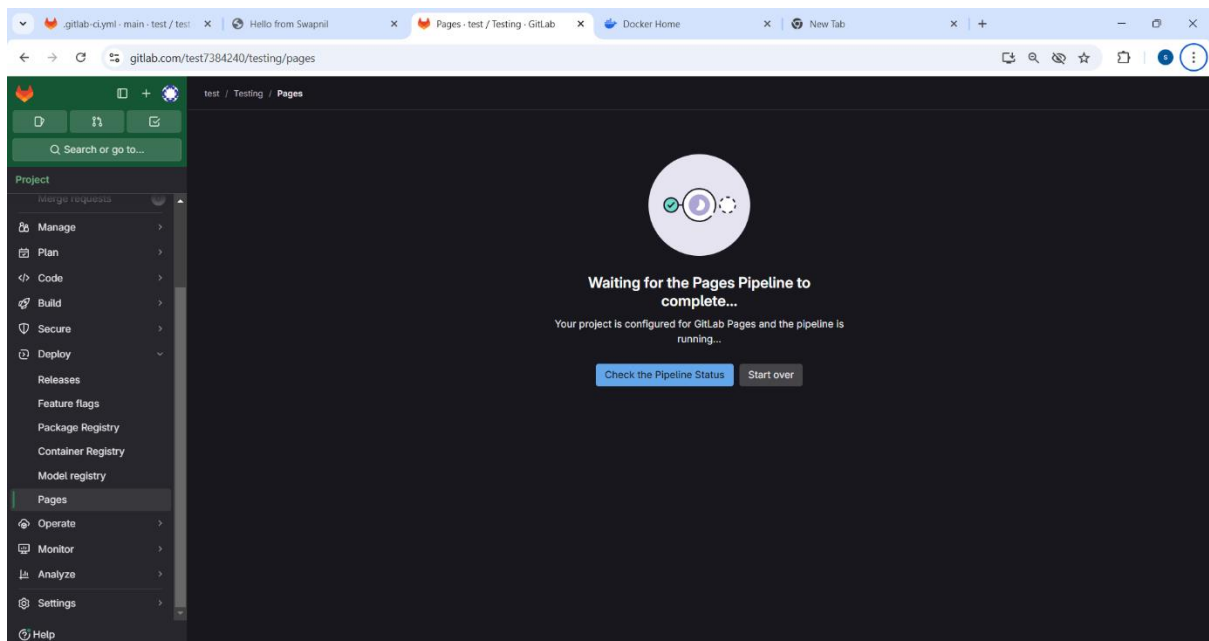 .gitlab-ci.yml · main · test / test
Hello from Swapnil
Pages · test / Testing · GitLab
Docker Home
New Tab
gitlab.com/test7384240/testing/pages
S
test / Testing / Pages
Search or go to...
Project
Merge requests
Manage
Plan
Code
Build
Secure
Deploy
Releases
Feature flags
Package Registry
Container Registry
Model registry
Pages
Operate
Monitor
Analyze
Settings
Help
Waiting for the Pages Pipeline to
complete...
Your project is configured for GitLab Pages and the pipeline is
running...
Check the Pipeline Status
Start over